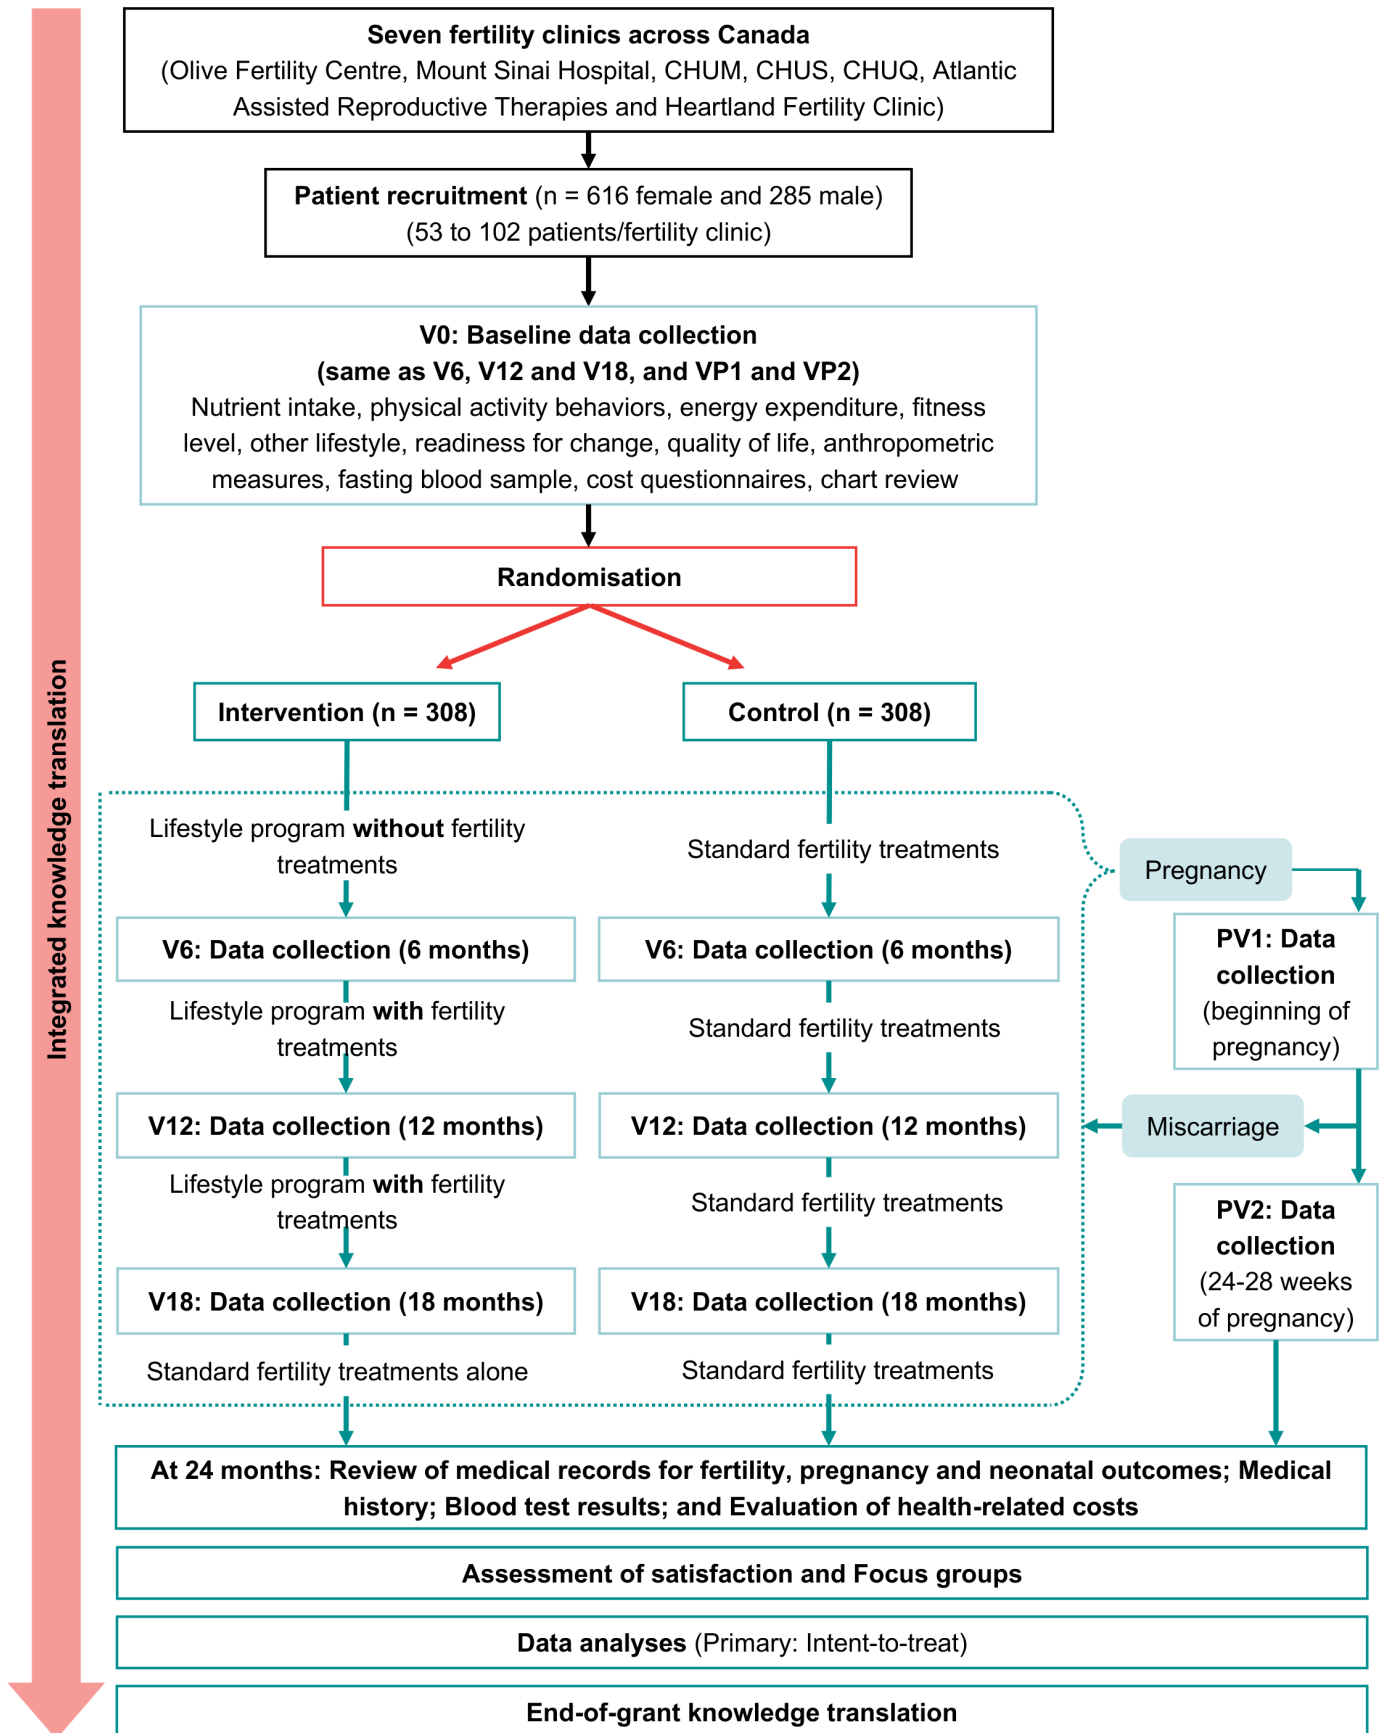 Seven fertility clinics across Canada
(Olive Fertility Centre, Mount Sinai Hospital, CHUM, CHUS, CHUQ, Atlantic
Assisted Reproductive Therapies and Heartland Fertility Clinic)
Patient recruitment (n = 616 female and 285 male)
(53 to 102 patients/fertility clinic)
V0: Baseline data collection
(same as V6, V12 and V18, and VP1 and VP2)
Nutrient intake, physical activity behaviors, energy expenditure, fitness
level, other lifestyle, readiness for change, quality of life, anthropometric
measures, fasting blood sample, cost questionnaires, chart review
Randomisation
Integrated knowledge translation
Intervention (n = 308)
Control (n = 308)
Lifestyle program without fertility
treatments
Standard fertility treatments
Pregnancy
V6: Data collection (6 months)
V6: Data collection (6 months)
PV1: Data
collection
(beginning of
pregnancy)
Lifestyle program with fertility
treatments
Standard fertility treatments
V12: Data collection (12 months)
V12: Data collection (12 months)
Miscarriage
Lifestyle program with fertility
treatments
Standard fertility treatments
PV2: Data
collection
(24-28 weeks
of pregnancy)
V18: Data collection (18 months)
V18: Data collection (18 months)
Standard fertility treatments alone
Standard fertility treatments
At 24 months: Review of medical records for fertility, pregnancy and neonatal outcomes; Medical
history; Blood test results; and Evaluation of health-related costs
Assessment of satisfaction and Focus groups
Data analyses (Primary: Intent-to-treat)
End-of-grant knowledge translation